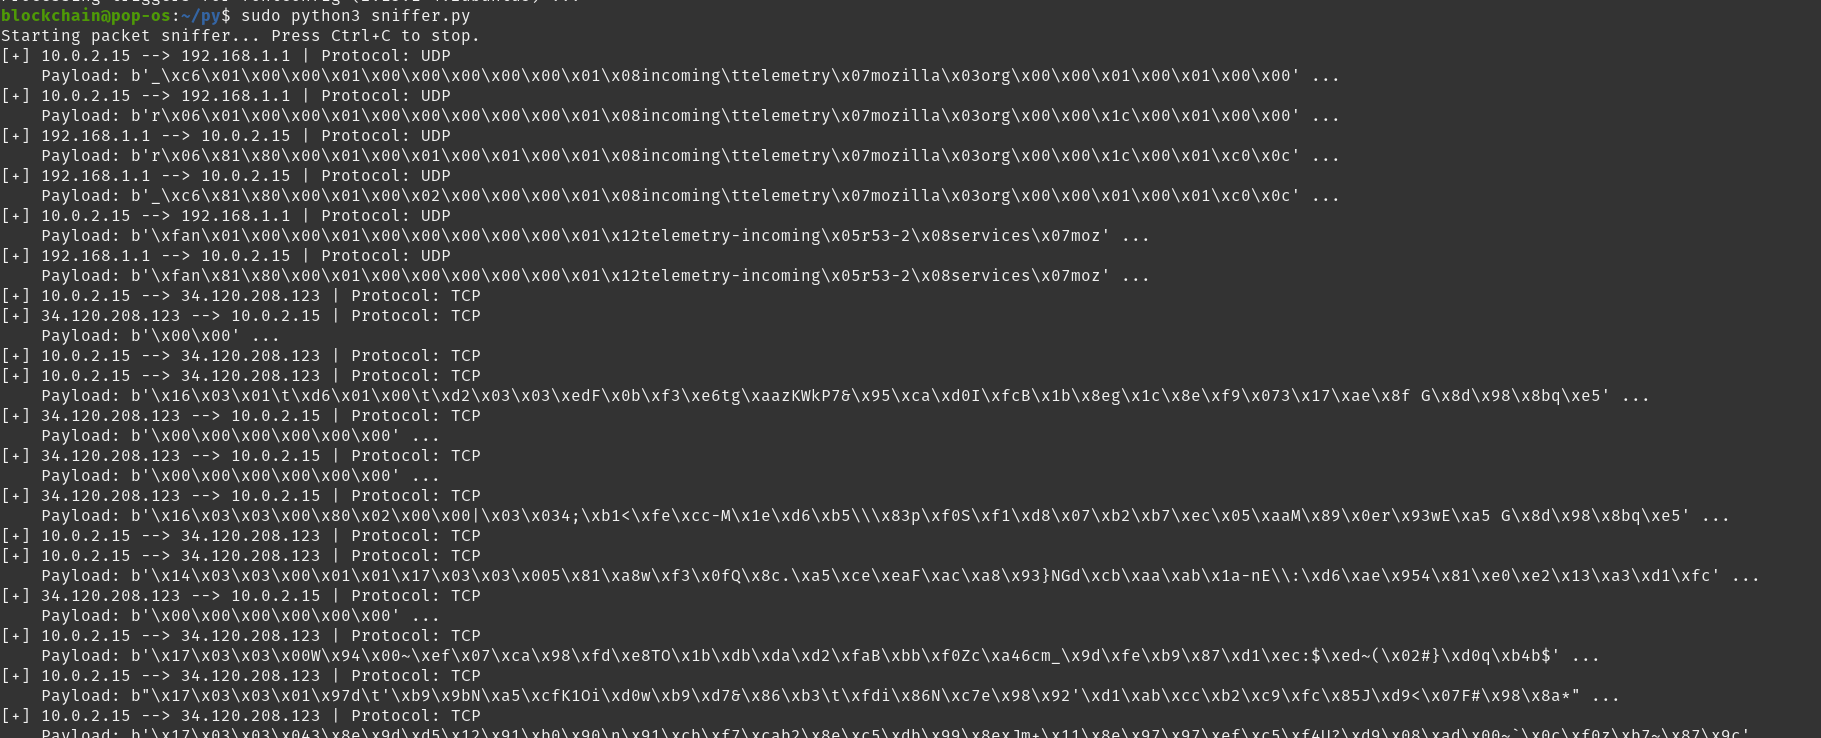 blockchain@pop-os:~/py$ sudo python3 sniffer.py
Starting packet sniffer... Press Ctrl+C to stop.
[+] 10.0.2.15 --> 192.168.1.1 | Protocol: UDP
    Payload: b'_\xc6\x01\x00\x00\x01\x00\x00\x00\x00\x00\x01\x08incoming\ttelemetry\x07mozilla\x03org\x00\x00\x01\x00\x01\x00\x00' ...
[+] 10.0.2.15 --> 192.168.1.1 | Protocol: UDP
    Payload: b'r\x06\x01\x00\x00\x01\x00\x00\x00\x00\x00\x01\x08incoming\ttelemetry\x07mozilla\x03org\x00\x00\x1c\x00\x01\x00\x00' ...
[+] 192.168.1.1 --> 10.0.2.15 | Protocol: UDP
    Payload: b'r\x06\x81\x80\x00\x01\x00\x01\x00\x01\x00\x01\x08incoming\ttelemetry\x07mozilla\x03org\x00\x00\x1c\x00\x01\xc0\x0c' ...
[+] 192.168.1.1 --> 10.0.2.15 | Protocol: UDP
    Payload: b'_\xc6\x81\x80\x00\x01\x00\x02\x00\x00\x00\x01\x08incoming\ttelemetry\x07mozilla\x03org\x00\x00\x01\x00\x01\xc0\x0c' ...
[+] 10.0.2.15 --> 192.168.1.1 | Protocol: UDP
    Payload: b'\xfan\x01\x00\x00\x01\x00\x00\x00\x00\x00\x01\x12telemetry-incoming\x05r53-2\x08services\x07moz' ...
[+] 192.168.1.1 --> 10.0.2.15 | Protocol: UDP
    Payload: b'\xfan\x81\x80\x00\x01\x00\x00\x00\x00\x00\x01\x12telemetry-incoming\x05r53-2\x08services\x07moz' ...
[+] 10.0.2.15 --> 34.120.208.123 | Protocol: TCP
[+] 34.120.208.123 --> 10.0.2.15 | Protocol: TCP
    Payload: b'\x00\x00' ...
[+] 10.0.2.15 --> 34.120.208.123 | Protocol: TCP
[+] 10.0.2.15 --> 34.120.208.123 | Protocol: TCP
    Payload: b'\x16\x03\x01\t\xd6\x01\x00\t\xd2\x03\x03\xedF\x0b\xf3\xe6tg\xaazKWkP7&\x95\xca\xd0I\xfcB\x1b\x8eg\x1c\x8e\xf9\x073\x17\xae\x8f G\x8d\x98\x8bq\xe5' ...
[+] 34.120.208.123 --> 10.0.2.15 | Protocol: TCP
    Payload: b'\x00\x00\x00\x00\x00\x00' ...
[+] 34.120.208.123 --> 10.0.2.15 | Protocol: TCP
    Payload: b'\x00\x00\x00\x00\x00\x00' ...
[+] 34.120.208.123 --> 10.0.2.15 | Protocol: TCP
    Payload: b'\x16\x03\x03\x00\x80\x02\x00\x00|\x03\x034;\xb1<\xfe\xcc-M\x1e\xd6\xb5\\\x83p\xf0S\xf1\xd8\x07\xb2\xb7\xec\x05\xaaM\x89\x0er\x93wE\xa5 G\x8d\x98\x8bq\xe5' ...
[+] 10.0.2.15 --> 34.120.208.123 | Protocol: TCP
[+] 10.0.2.15 --> 34.120.208.123 | Protocol: TCP
    Payload: b'\x14\x03\x03\x00\x01\x01\x17\x03\x03\x005\x81\xa8w\xf3\x0fQ\x8c.\xa5\xce\xeaF\xac\xa8\x93}NGd\xcb\xaa\xab\x1a-nE\\:\xd6\xae\x954\x81\xe0\xe2\x13\xa3\xd1\xfc' ...
[+] 34.120.208.123 --> 10.0.2.15 | Protocol: TCP
    Payload: b'\x00\x00\x00\x00\x00\x00' ...
[+] 10.0.2.15 --> 34.120.208.123 | Protocol: TCP
    Payload: b'\x17\x03\x03\x00W\x94\x00~\xef\x07\xca\x98\xfd\xe8TO\x1b\xdb\xda\xd2\xfaB\xbb\xf0Zc\xa46cm_\x9d\xfe\xb9\x87\xd1\xec:$\xed~(\x02#}\xd0q\xb4b$' ...
[+] 10.0.2.15 --> 34.120.208.123 | Protocol: TCP
    Payload: b"\x17\x03\x03\x01\x97d\t'\xb9\x9bN\xa5\xcfK1Oi\xd0w\xb9\xd7&\x86\xb3\t\xfdi\x86N\xc7e\x98\x92'\xd1\xab\xcc\xb2\xc9\xfc\x85J\xd9<\x07F#\x98\x8a*" ...
[+] 10.0.2.15 --> 34.120.208.123 | Protocol: TCP